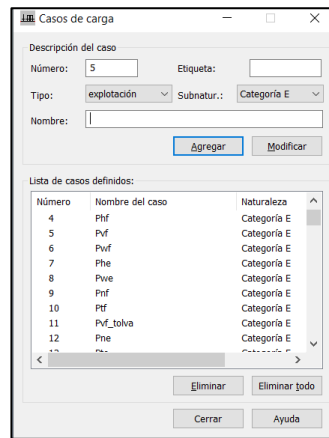 Casos de carga
Descripción del caso
Número: 5 Etiqueta:
Tipo: explotación Subnatur.: Categoría E
Nombre:
Agregar Modificar
Lista de casos definidos:
Número Nombre del caso Naturaleza
4 Phf Categoría E
5 Pvf Categoría E
6 Pwf Categoría E
7 Phe Categoría E
8 Pwe Categoría E
9 Pnf Categoría E
10 Ptf Categoría E
11 Pvf_tolva Categoría E
12 Pne Categoría E
Eliminar Eliminar todo
Cerrar Ayuda